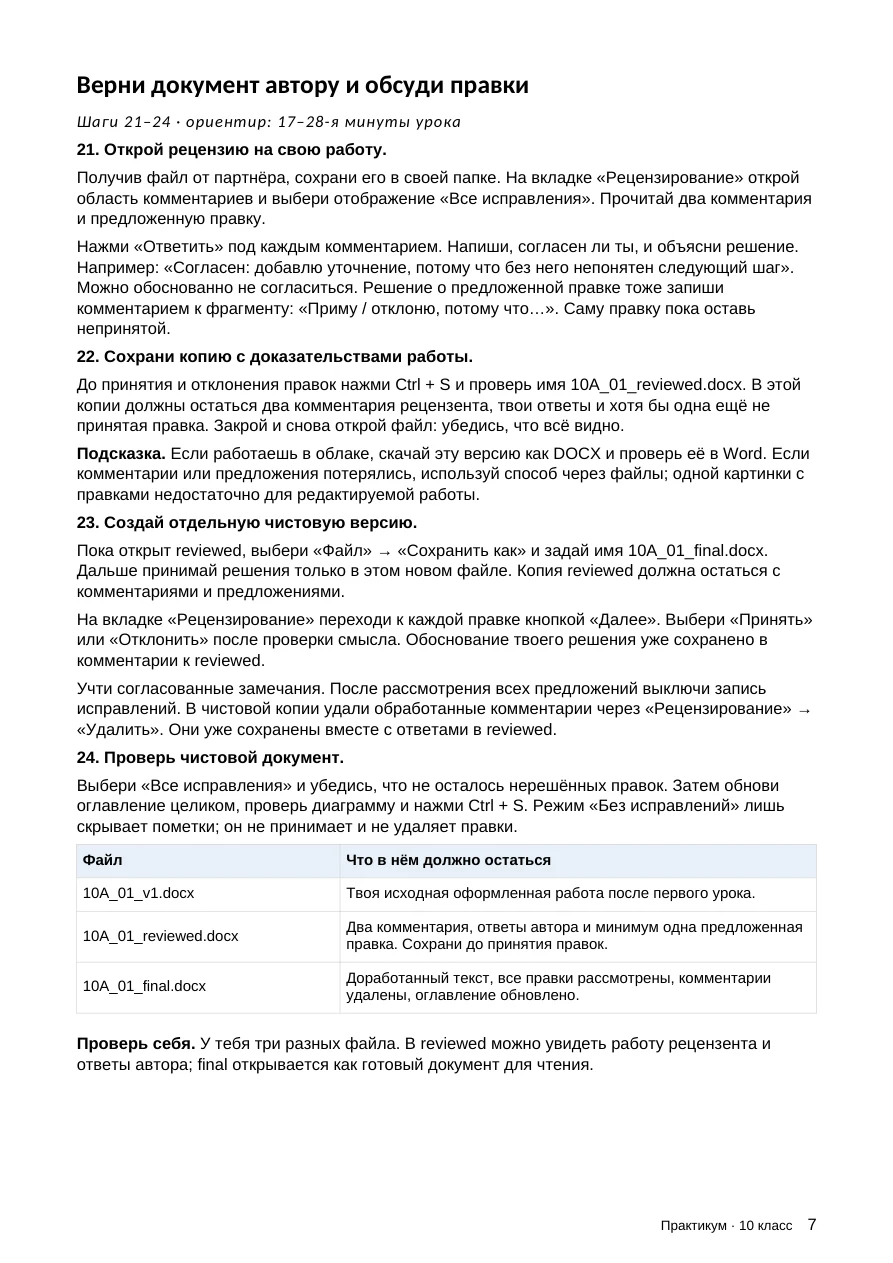 Верни документ автору и обсуди правки
Шаги 21–24 · ориентир: 17–28-я минуты урока
21. Открой рецензию на свою работу.
Получив файл от партнёра, сохрани его в своей папке. На вкладке «Рецензирование» открой
область комментариев и выбери отображение «Все исправления». Прочитай два комментария
и предложенную правку.
Нажми «Ответить» под каждым комментарием. Напиши, согласен ли ты, и объясни решение.
Например: «Согласен: добавлю уточнение, потому что без него непонятен следующий шаг».
Можно обоснованно не согласиться. Решение о предложенной правке тоже запиши
комментарием к фрагменту: «Приму / отклоню, потому что…». Саму правку пока оставь
непринятой.
22. Сохрани копию с доказательствами работы.
До принятия и отклонения правок нажми Ctrl + S и проверь имя 10A_01_reviewed.docx. В этой
копии должны остаться два комментария рецензента, твои ответы и хотя бы одна ещё не
принятая правка. Закрой и снова открой файл: убедись, что всё видно.
Подсказка. Если работаешь в облаке, скачай эту версию как DOCX и проверь её в Word. Если
комментарии или предложения потерялись, используй способ через файлы; одной картинки с
правками недостаточно для редактируемой работы.
23. Создай отдельную чистовую версию.
Пока открыт reviewed, выбери «Файл» → «Сохранить как» и задай имя 10A_01_final.docx.
Дальше принимай решения только в этом новом файле. Копия reviewed должна остаться с
комментариями и предложениями.
На вкладке «Рецензирование» переходи к каждой правке кнопкой «Далее». Выбери «Принять»
или «Отклонить» после проверки смысла. Обоснование твоего решения уже сохранено в
комментарии к reviewed.
Учти согласованные замечания. После рассмотрения всех предложений выключи запись
исправлений. В чистовой копии удали обработанные комментарии через «Рецензирование» →
«Удалить». Они уже сохранены вместе с ответами в reviewed.
24. Проверь чистовой документ.
Выбери «Все исправления» и убедись, что не осталось нерешённых правок. Затем обнови
оглавление целиком, проверь диаграмму и нажми Ctrl + S. Режим «Без исправлений» лишь
скрывает пометки; он не принимает и не удаляет правки.
Файл
Что в нём должно остаться
10A_01_v1.docx
Твоя исходная оформленная работа после первого урока.
10A_01_reviewed.docx
Два комментария, ответы автора и минимум одна предложенная
правка. Сохрани до принятия правок.
10A_01_final.docx
Доработанный текст, все правки рассмотрены, комментарии
удалены, оглавление обновлено.
Проверь себя. У тебя три разных файла. В reviewed можно увидеть работу рецензента и
ответы автора; final открывается как готовый документ для чтения.
Практикум · 10 класс 7